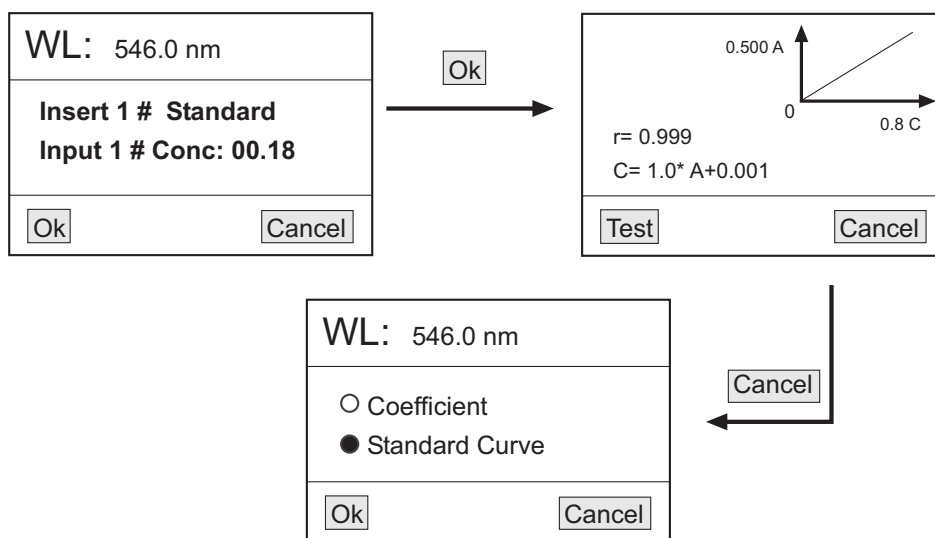 WL: 546.0 nm
Insert 1 # Standard
Input 1 # Conc: 00.18
Ok
Cancel
Ok
0.500 A
0
0.8 C
r= 0.999
C= 1.0* A+0.001
Test
Cancel
Cancel
WL: 546.0 nm
Coefficient
Standard Curve
Ok
Cancel